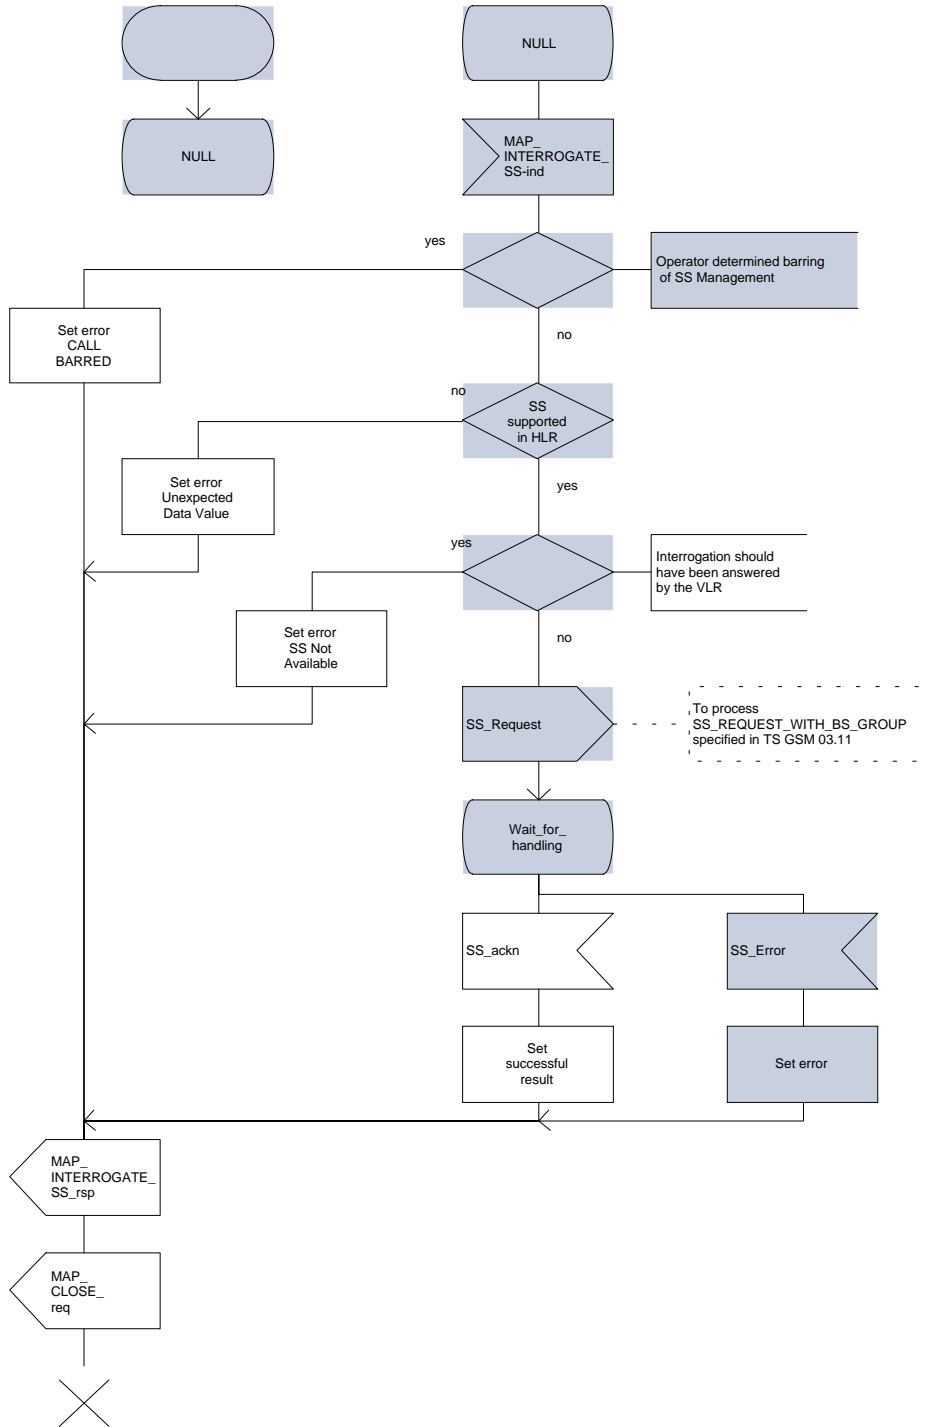 NULL
NULL
MAP_
INTERROGATE_
SS-ind
yes
Operator determined barring
of SS Management
Set error
CALL
BARRED
no
no
SS
supported
in HLR
Set error
Unexpected
Data Value
yes
yes
Interrogation should
have been answered
by the VLR
Set error
SS Not
Available
no
SS_Request
To process
SS_REQUEST_WITH_BS_GROUP
specified in TS GSM 03.11
Wait_for_
handling
SS_ackn
SS_Error
Set
successful
result
Set error
MAP_
INTERROGATE_
SS_rsp
MAP_
CLOSE_
req